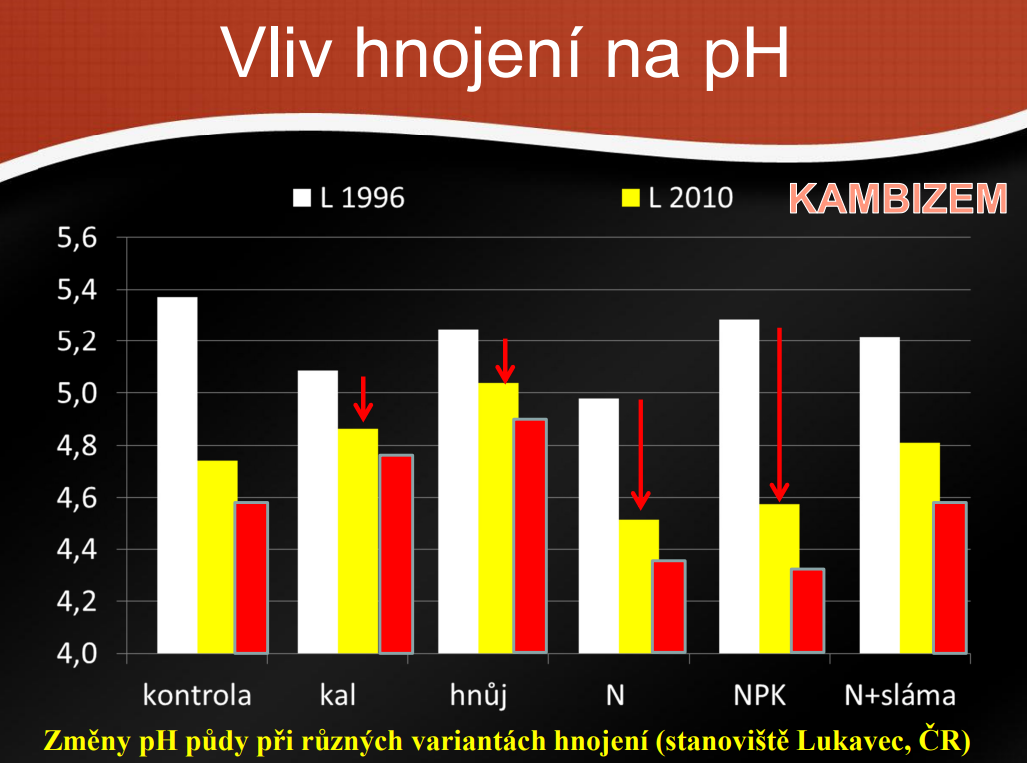 Vliv hnojení na pH
L 1996
L 2010
KAMBIZEM
5,6
5,4
5,2
5,0
4,8
4,6
4,4
4,2
4,0
kontrola kal hnůj N NPK N+sláma
Změny pH půdy při různých variantách hnojení (stanoviště Lukavec, ČR)